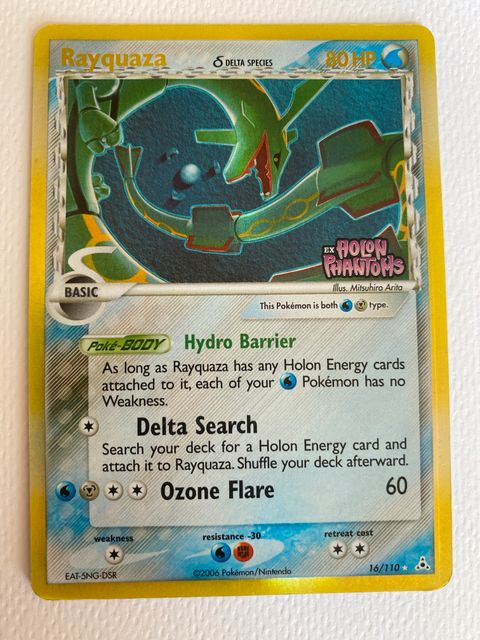 Rayquaza δ DELTA SPECIES 80 HP
EX HOLON
PHANTOMS
Illus. Mitsuhiro Arita
BASIC
This Pokémon is both type.
Poké-BODY Hydro Barrier
As long as Rayquaza has any Holon Energy cards
attached to it, each of your Pokémon has no
Weakness.
Delta Search
Search your deck for a Holon Energy card and
attach it to Rayquaza. Shuffle your deck afterward.
Ozone Flare 60
weakness resistance -30 retreat cost
EAT-5NG-DSR ©2006 Pokémon/Nintendo 16/110 ★